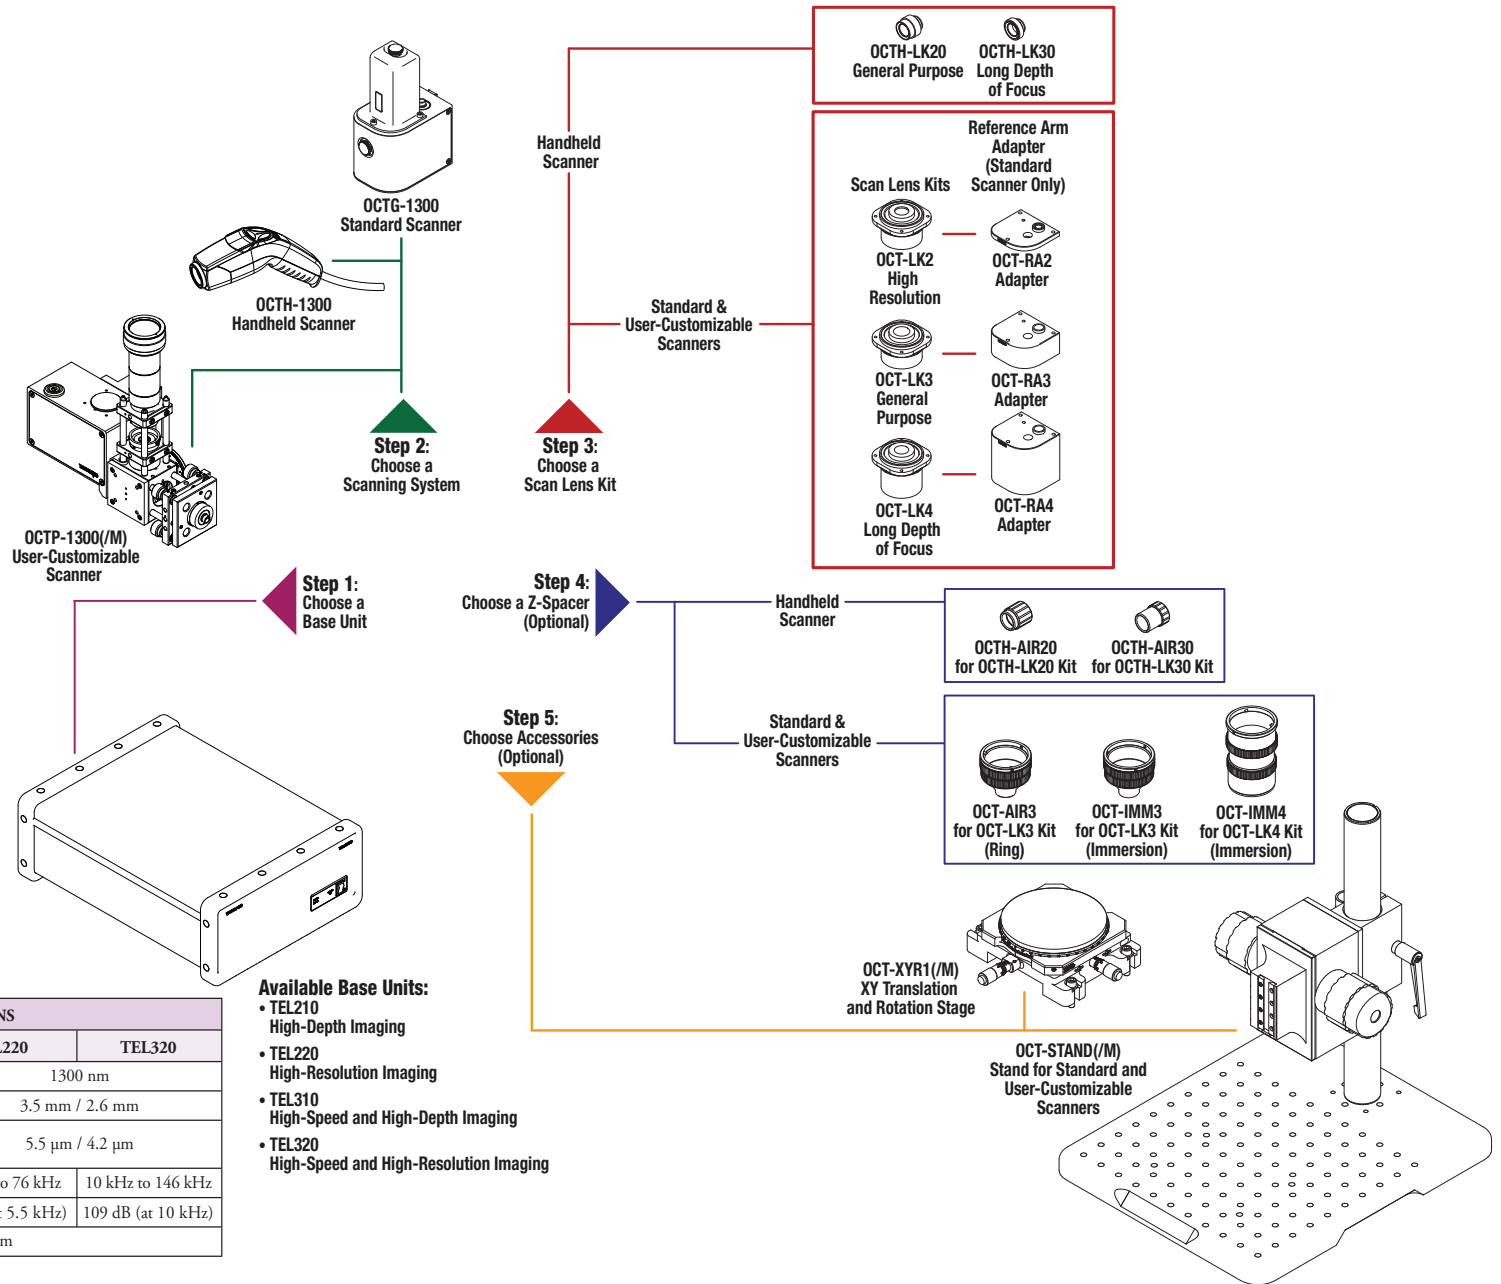 OCTH-LK20
General Purpose
OCTH-LK30
Long Depth
of Focus
Handheld
Scanner
Reference Arm
Adapter
(Standard
Scanner Only)
Scan Lens Kits
OCT-LK2
High
Resolution
OCT-RA2
Adapter
OCT-LK3
General
Purpose
OCT-RA3
Adapter
OCT-LK4
Long Depth
of Focus
OCT-RA4
Adapter
Standard &
User-Customizable
Scanners
OCTG-1300
Standard Scanner
OCTH-1300
Handheld Scanner
OCTP-1300(/M)
User-Customizable
Scanner
Step 2:
Choose a
Scanning System
Step 3:
Choose a
Scan Lens Kit
Step 1:
Choose a
Base Unit
Step 4:
Choose a Z-Spacer
(Optional)
Handheld
Scanner
OCTH-AIR20
for OCTH-LK20 Kit
OCTH-AIR30
for OCTH-LK30 Kit
Standard &
User-Customizable
Scanners
OCT-AIR3
for OCT-LK3 Kit
(Ring)
OCT-IMM3
for OCT-LK3 Kit
(Immersion)
OCT-IMM4
for OCT-LK4 Kit
(Immersion)
Step 5:
Choose Accessories
(Optional)
OCT-XYR1(/M)
XY Translation
and Rotation Stage
OCT-STAND(/M)
Stand for Standard and
User-Customizable
Scanners
Available Base Units:
• TEL210
High-Depth Imaging
• TEL220
High-Resolution Imaging
• TEL310
High-Speed and High-Depth Imaging
• TEL320
High-Speed and High-Resolution Imaging
NS
220 TEL320
1300 nm
3.5 mm / 2.6 mm
5.5 µm / 4.2 µm
o 76 kHz 10 kHz to 146 kHz
5.5 kHz) 109 dB (at 10 kHz)
m